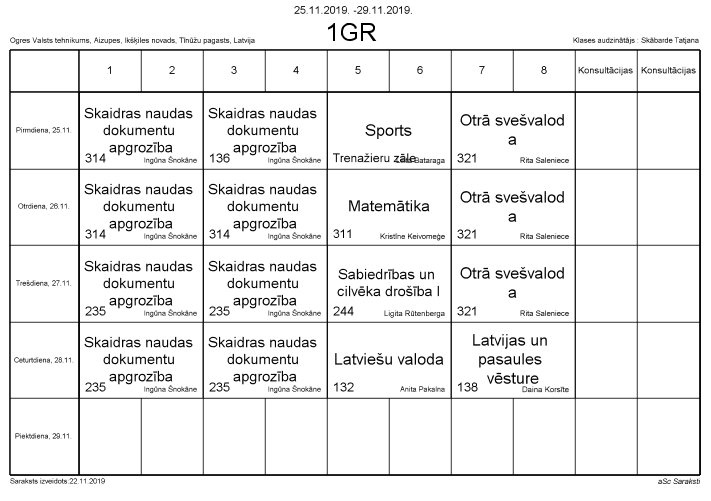 25.11.2019. -29.11.2019.
1GR
Ogres Valsts tehnikums, Aizupes, Ikšķiles novads, Tīnūžu pagasts, Latvija
Klases audzinātājs : Skābarde Tatjana
1 2 3 4 5 6 7 8 Konsultācijas Konsultācijas
Pirmdiena, 25.11.
Skaidras naudas
dokumentu
apgrozība
314 Ingūna Šnokāne
Skaidras naudas
dokumentu
apgrozība
136 Ingūna Šnokāne
Sports
Trenažieru zāle Bataraga
Otrā svešvalod
a
321 Rita Saleniece
Otrdiena, 26.11.
Skaidras naudas
dokumentu
apgrozība
314 Ingūna Šnokāne
Skaidras naudas
dokumentu
apgrozība
314 Ingūna Šnokāne
Matemātika
311 Kristīne Keivomeģe
Otrā svešvalod
a
321 Rita Saleniece
Trešdiena, 27.11.
Skaidras naudas
dokumentu
apgrozība
235 Ingūna Šnokāne
Skaidras naudas
dokumentu
apgrozība
235 Ingūna Šnokāne
Sabiedrības un
cilvēka drošība I
244 Ligita Rūtenberga
Otrā svešvalod
a
321 Rita Saleniece
Ceturtdiena, 28.11.
Skaidras naudas
dokumentu
apgrozība
235 Ingūna Šnokāne
Skaidras naudas
dokumentu
apgrozība
235 Ingūna Šnokāne
Latviešu valoda
132 Anita Pakalna
Latvijas un
pasaules
vēsture
138 Daina Korsīte
Piektdiena, 29.11.
Saraksts izveidots:22.11.2019
aSc Saraksti